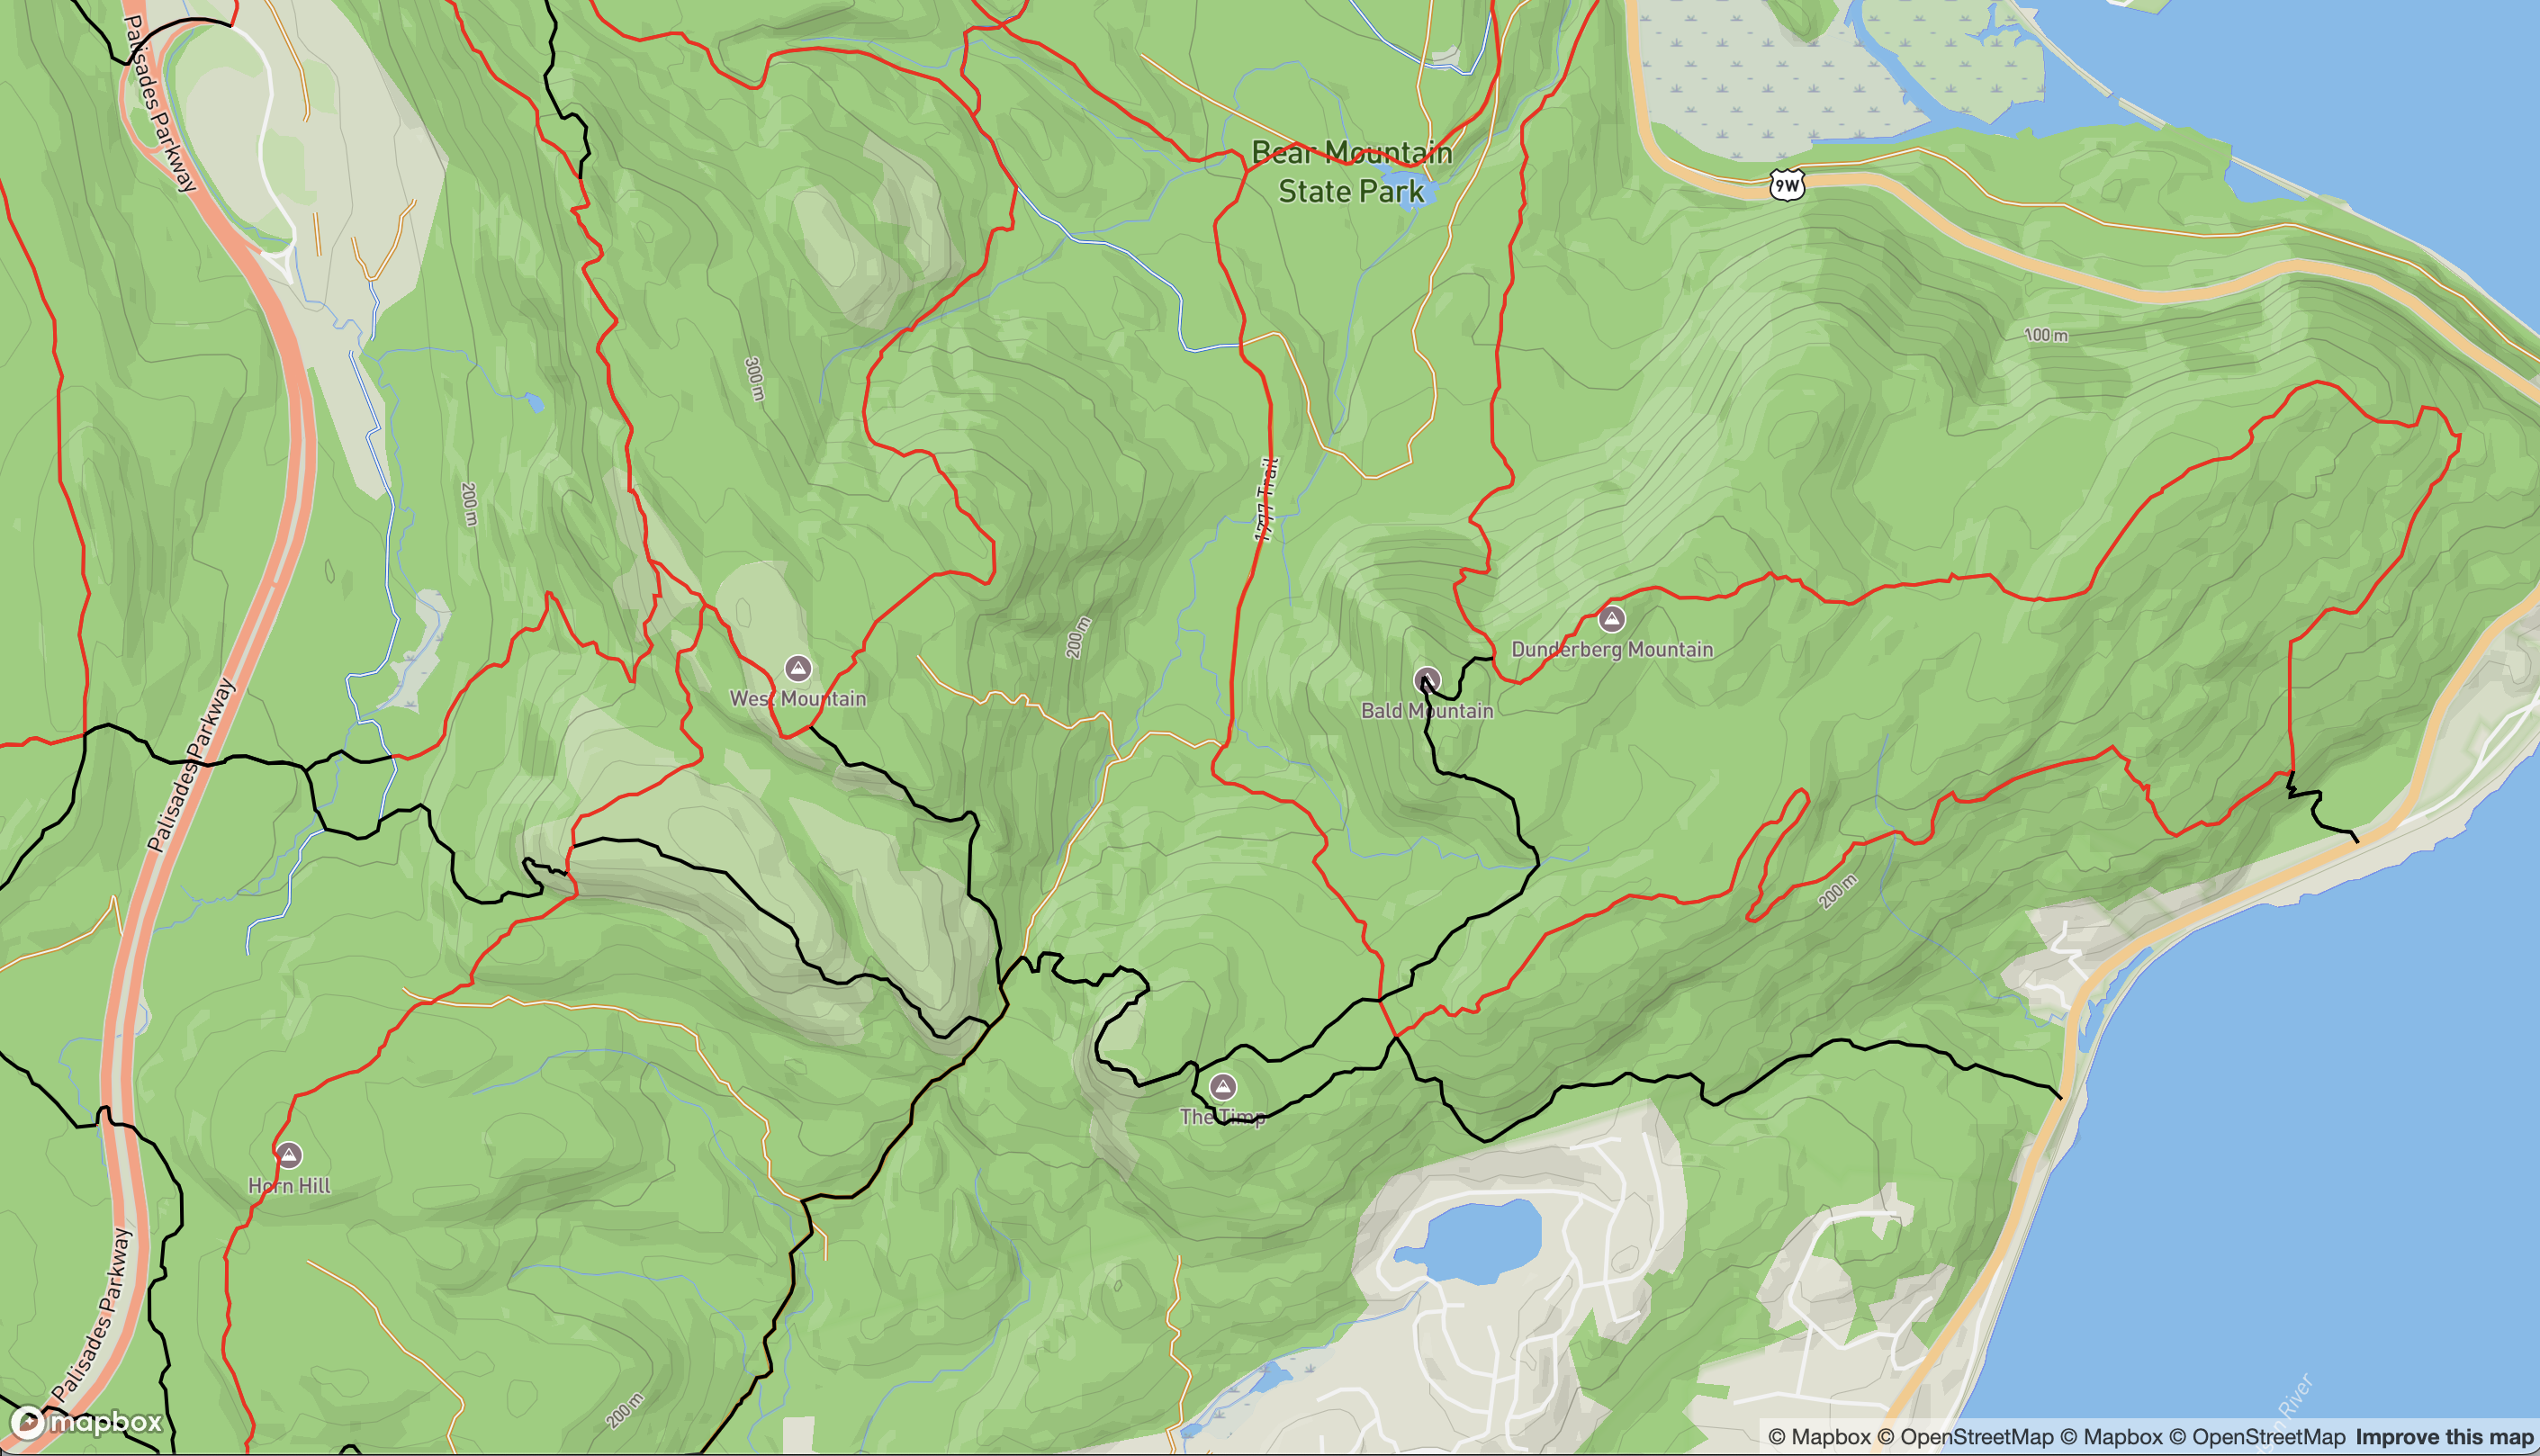 Palisades Parkway
Bear Mountain
State Park
9W
100 m
300 m
200 m
1777 Trail
200 m
Dunderberg Mountain
West Mountain
Bald Mountain
Palisades Parkway
200 m
The Timp
Horn Hill
Palisades Parkway
200 m
River
mapbox
© Mapbox © OpenStreetMap © Mapbox © OpenStreetMap Improve this map